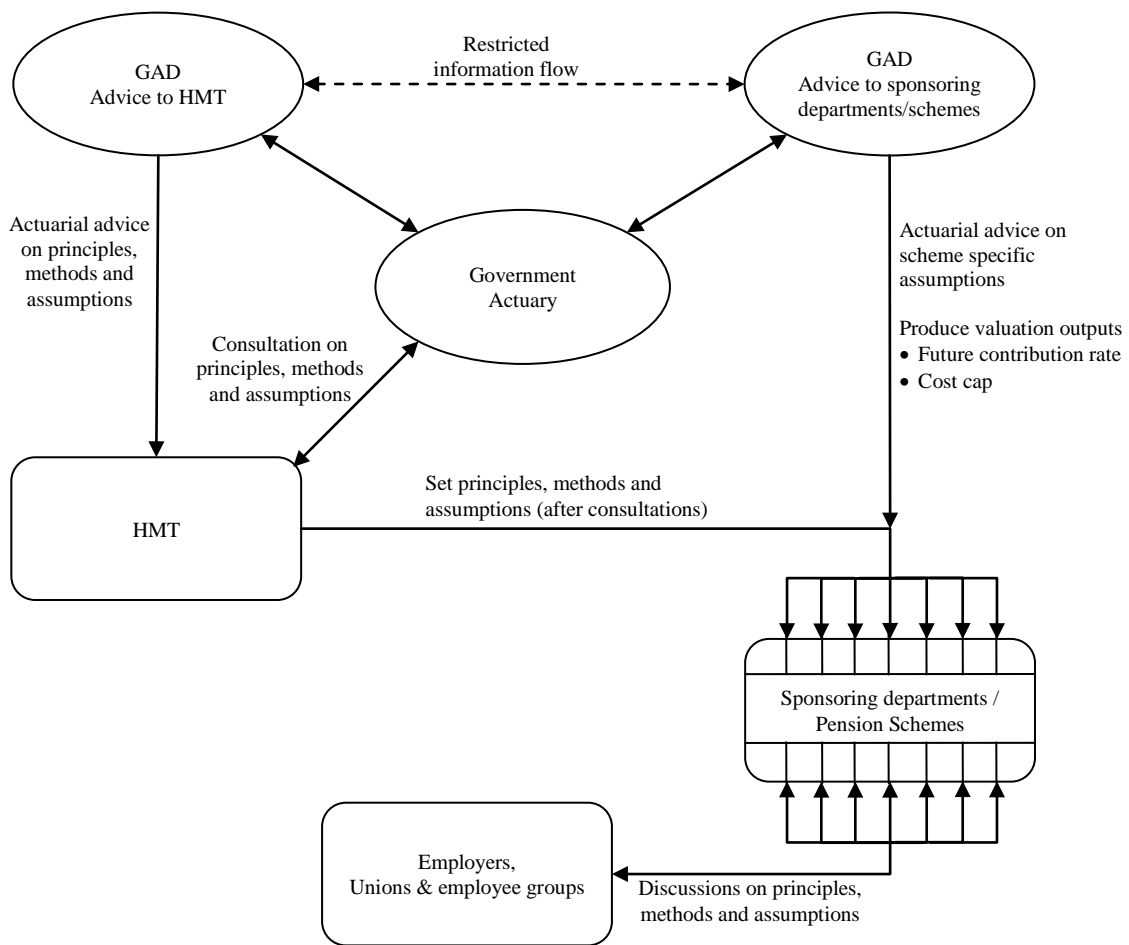 Restricted
information flow
GAD
Advice to HMT
GAD
Advice to sponsoring
departments/schemes
Actuarial advice
on principles,
methods and
assumptions
Government
Actuary
Actuarial advice on
scheme specific
assumptions
Produce valuation outputs
• Future contribution rate
• Cost cap
Consultation on
principles, methods
and assumptions
HMT
Set principles, methods and
assumptions (after consultations)
Sponsoring departments /
Pension Schemes
Employers,
Unions & employee groups
Discussions on principles,
methods and assumptions